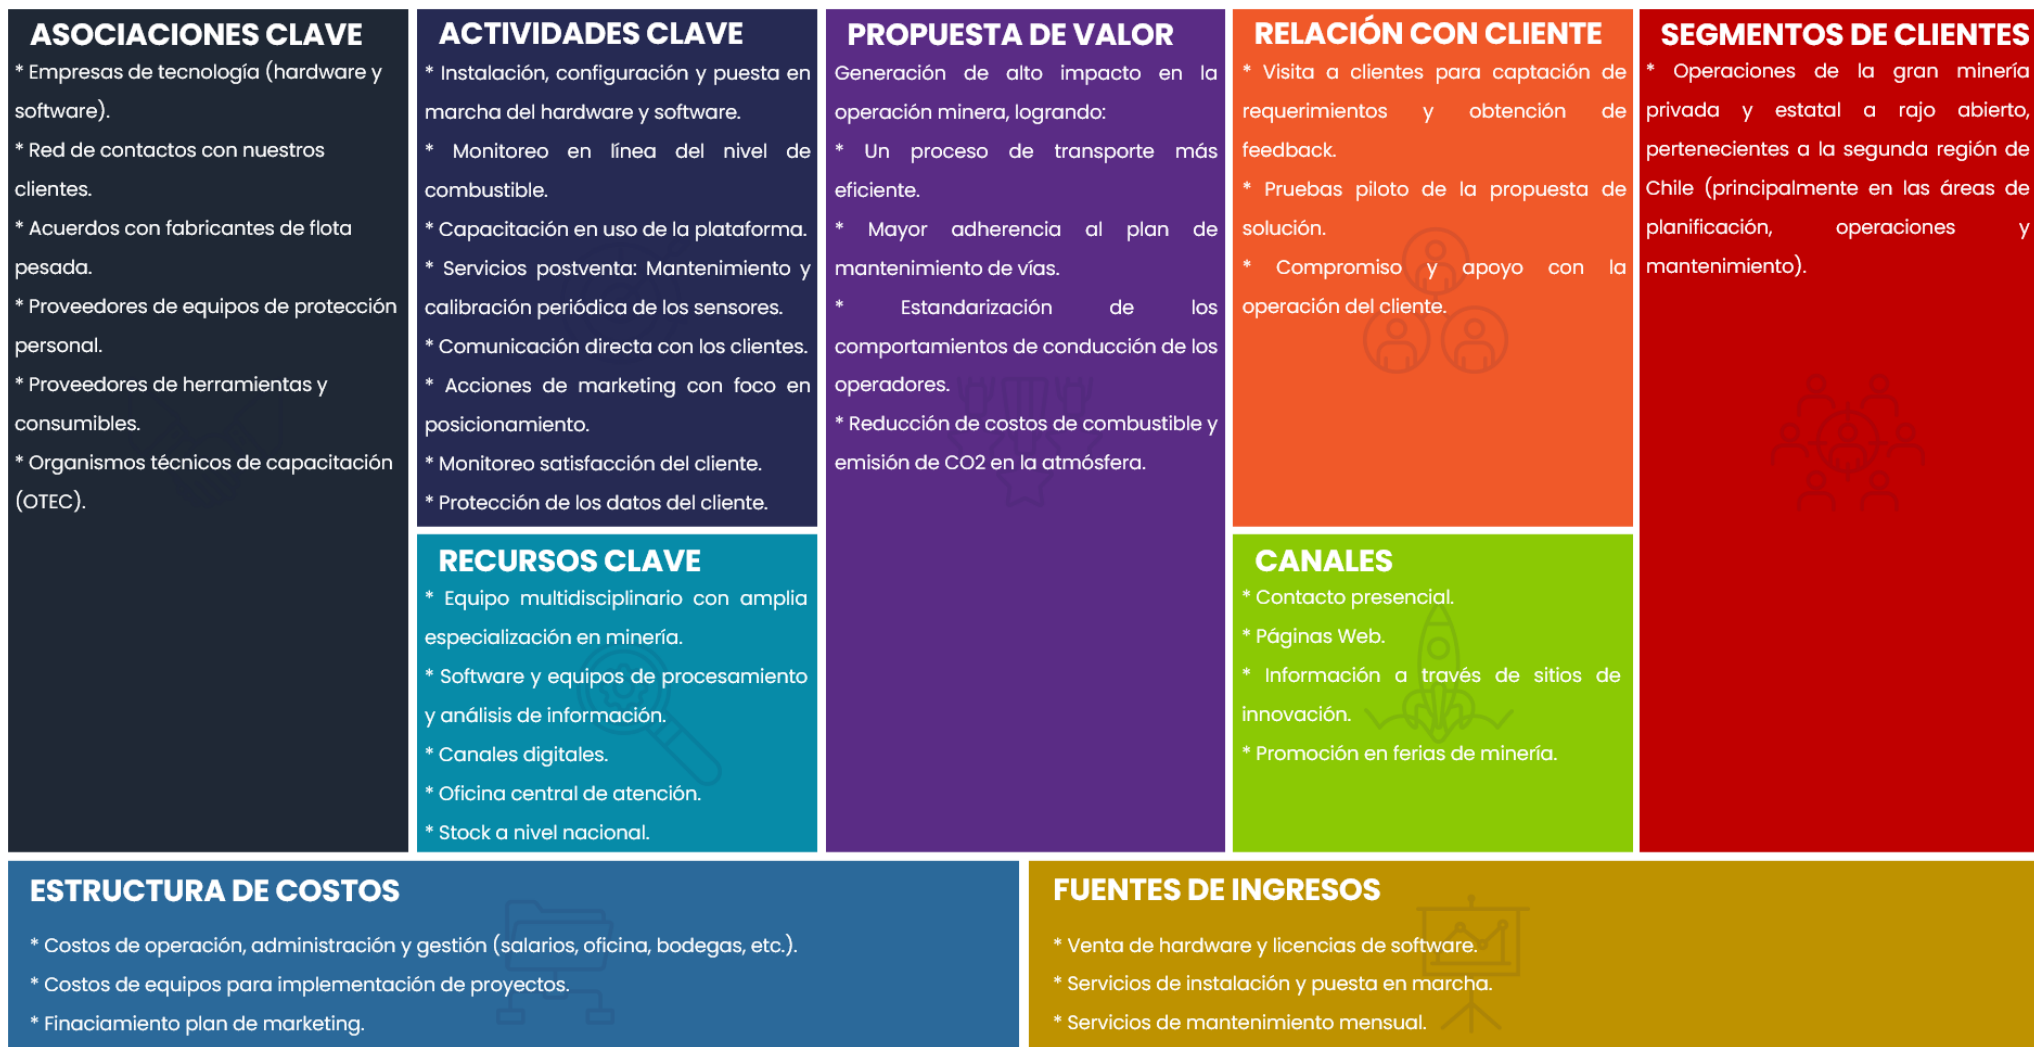 ASOCIACIONES CLAVE
* Empresas de tecnología (hardware y
software).
* Red de contactos con nuestros
clientes.
* Acuerdos con fabricantes de flota
pesada.
* Proveedores de equipos de protección
personal.
* Proveedores de herramientas y
consumibles.
* Organismos técnicos de capacitación
(OTEC).
ACTIVIDADES CLAVE
* Instalación, configuración y puesta en
marcha del hardware y software.
* Monitoreo en línea del nivel de
combustible.
* Capacitación en uso de la plataforma.
* Servicios postventa: Mantenimiento y
calibración periódica de los sensores.
* Comunicación directa con los clientes.
* Acciones de marketing con foco en
posicionamiento.
* Monitoreo satisfacción del cliente.
* Protección de los datos del cliente.
RECURSOS CLAVE
* Equipo multidisciplinario con amplia
especialización en minería.
* Software y equipos de procesamiento
y análisis de información.
* Canales digitales.
* Oficina central de atención.
* Stock a nivel nacional.
PROPUESTA DE VALOR
Generación de alto impacto en la
operación minera, logrando:
* Un proceso de transporte más
eficiente.
* Mayor adherencia al plan de
mantenimiento de vías.
* Estandarización de los
comportamientos de conducción de los
operadores.
* Reducción de costos de combustible y
emisión de CO2 en la atmósfera.
RELACIÓN CON CLIENTE
* Visita a clientes para captación de
requerimientos y obtención de
feedback.
* Pruebas piloto de la propuesta de
solución.
* Compromiso y apoyo con la
operación del cliente.
CANALES
* Contacto presencial.
* Páginas Web.
* Información a través de sitios de
innovación.
* Promoción en ferias de minería.
SEGMENTOS DE CLIENTES
* Operaciones de la gran minería
privada y estatal a rajo abierto,
pertenecientes a la segunda región de
Chile (principalmente en las áreas de
planificación, operaciones y
mantenimiento).
ESTRUCTURA DE COSTOS
* Costos de operación, administración y gestión (salarios, oficina, bodegas, etc.).
* Costos de equipos para implementación de proyectos.
* Finaciamiento plan de marketing.
FUENTES DE INGRESOS
* Venta de hardware y licencias de software.
* Servicios de instalación y puesta en marcha.
* Servicios de mantenimiento mensual.